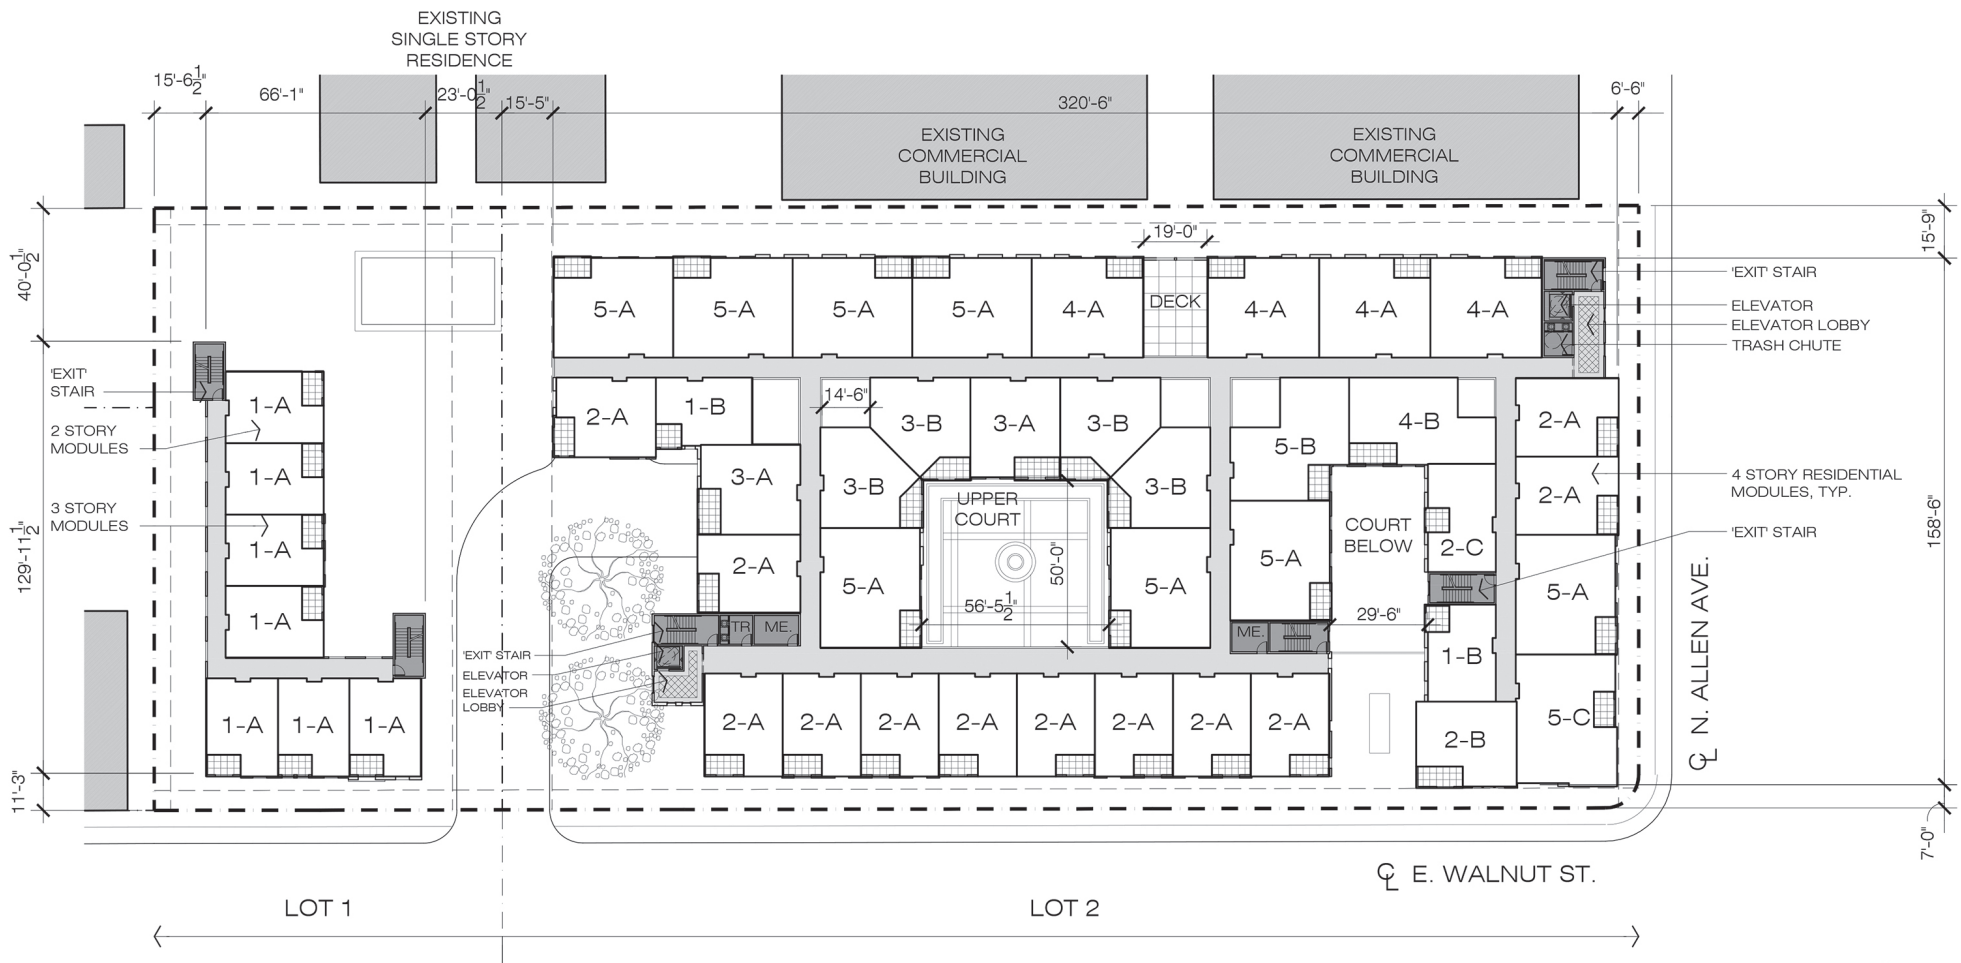 EXISTING
SINGLE STORY
RESIDENCE
15'-6 1/2"
66'-1"
23'-0 1/2"
15'-5"
320'-6"
6'-6"
EXISTING
COMMERCIAL
BUILDING
EXISTING
COMMERCIAL
BUILDING
40'-0 1/2"
15'-9"
19'-0"
5-A
5-A
5-A
5-A
4-A
DECK
4-A
4-A
4-A
'EXIT' STAIR
ELEVATOR
ELEVATOR LOBBY
TRASH CHUTE
'EXIT'
STAIR
2 STORY
MODULES
3 STORY
MODULES
129'-11 1/2"
11'-3"
1-A
1-A
1-A
1-A
1-A
1-A
1-A
2-A
1-B
3-A
2-A
14'-6"
3-B
3-A
3-B
3-B
3-B
UPPER
COURT
50'-0"
56'-5 1/2"
5-A
5-A
5-B
4-B
5-A
COURT
BELOW
2-C
29'-6"
1-B
2-B
2-A
2-A
5-A
5-C
4 STORY RESIDENTIAL
MODULES, TYP.
'EXIT' STAIR
158'-6"
7'-0"
TR
ME.
ME.
'EXIT' STAIR
ELEVATOR
ELEVATOR
LOBBY
2-A
2-A
2-A
2-A
2-A
2-A
2-A
2-A
CL N. ALLEN AVE.
CL E. WALNUT ST.
LOT 1
LOT 2